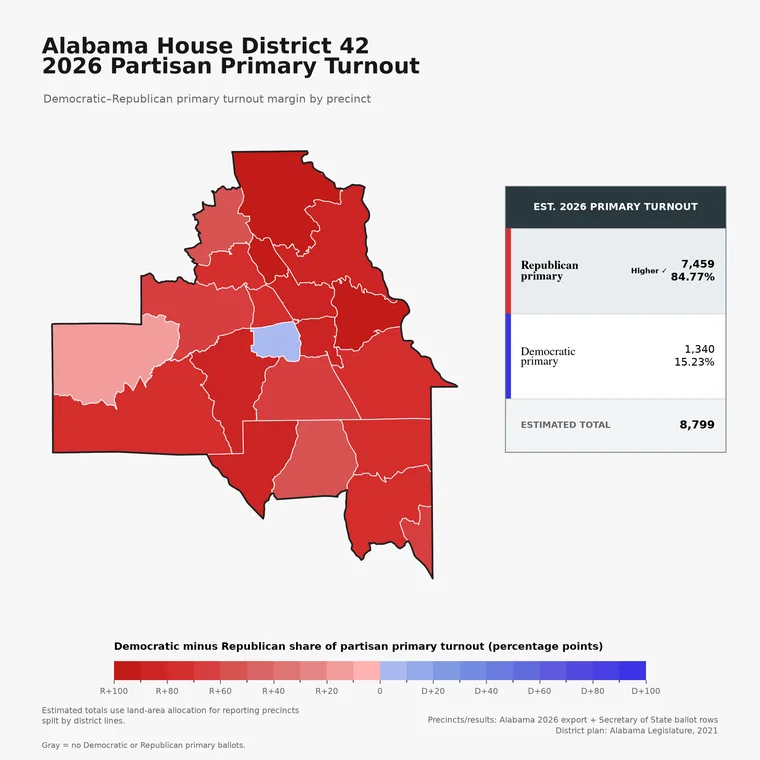 Alabama House District 42
2026 Partisan Primary Turnout
Democratic–Republican primary turnout margin by precinct
EST. 2026 PRIMARY TURNOUT
Republican
primary
Higher ✓
7,459
84.77%
Democratic
primary
1,340
15.23%
ESTIMATED TOTAL
8,799
Democratic minus Republican share of partisan primary turnout (percentage points)
R+100 R+80 R+60 R+40 R+20 0 D+20 D+40 D+60 D+80 D+100
Estimated totals use land-area allocation for reporting precincts
split by district lines.
Gray = no Democratic or Republican primary ballots.
Precincts/results: Alabama 2026 export + Secretary of State ballot rows
District plan: Alabama Legislature, 2021